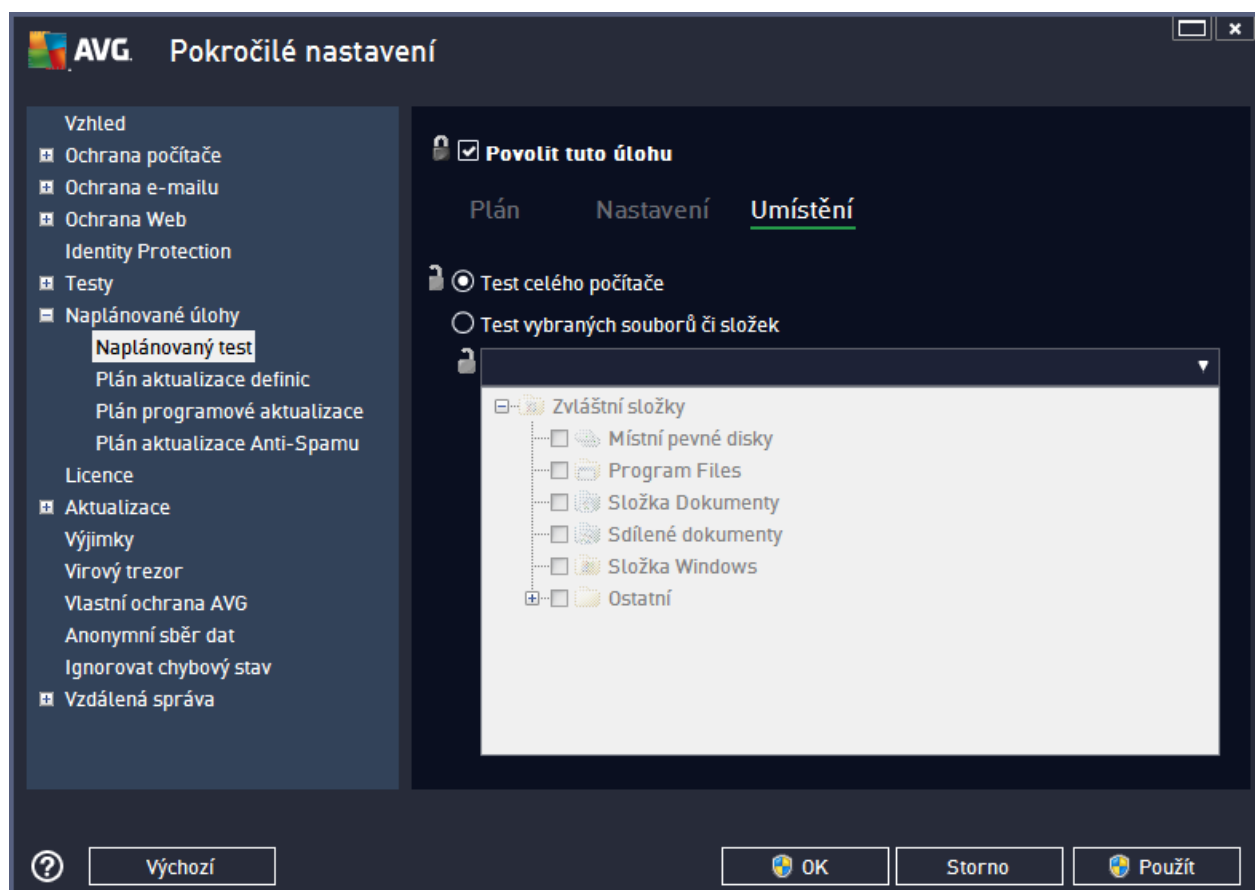 AVG. Pokročilé nastavení
Vzhled
Ochrana počítače
Ochrana e-mailu
Ochrana Web
Identity Protection
Testy
Naplánované úlohy
Naplánovaný test
Plán aktualizace definic
Plán programové aktualizace
Plán aktualizace Anti-Spamu
Licence
Aktualizace
Výjimky
Virový trezor
Vlastní ochrana AVG
Anonymní sběr dat
Ignorovat chybový stav
Vzdálená správa
Povolit tuto úlohu
Plán Nastavení Umístění
Test celého počítače
Test vybraných souborů či složek
Zvláštní složky
Místní pevné disky
Program Files
Složka Dokumenty
Sdílené dokumenty
Složka Windows
Ostatní
? Výchozí OK Storno Použít